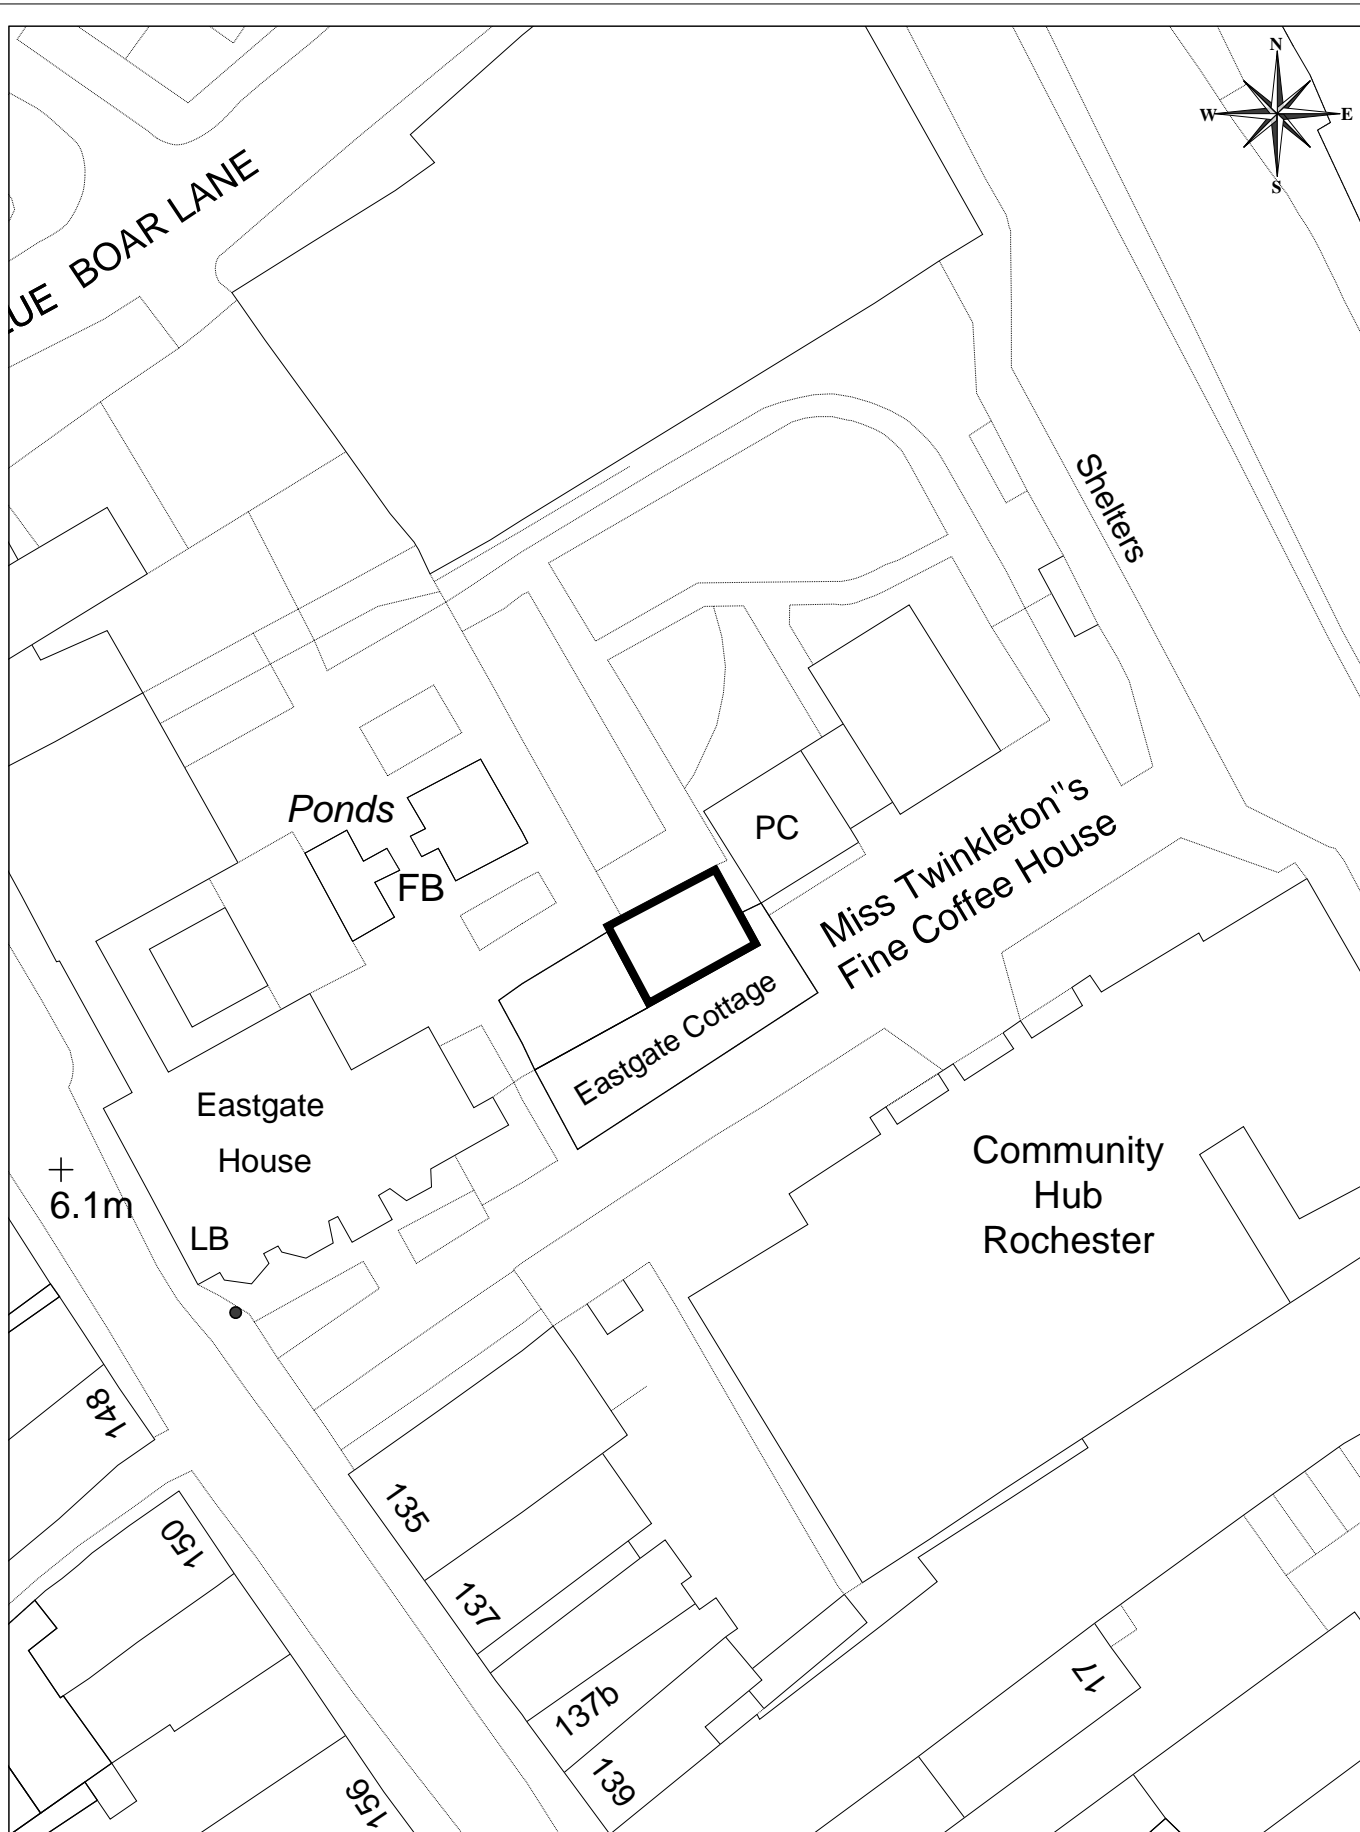 N
W
E
S
LUE BOAR LANE
Shelters
Ponds
FB
PC
Miss Twinkleton"s
Fine Coffee House
Eastgate Cottage
Eastgate
House
Community
Hub
Rochester
6.1m
LB
148
135
150
137
137b
17
139
156